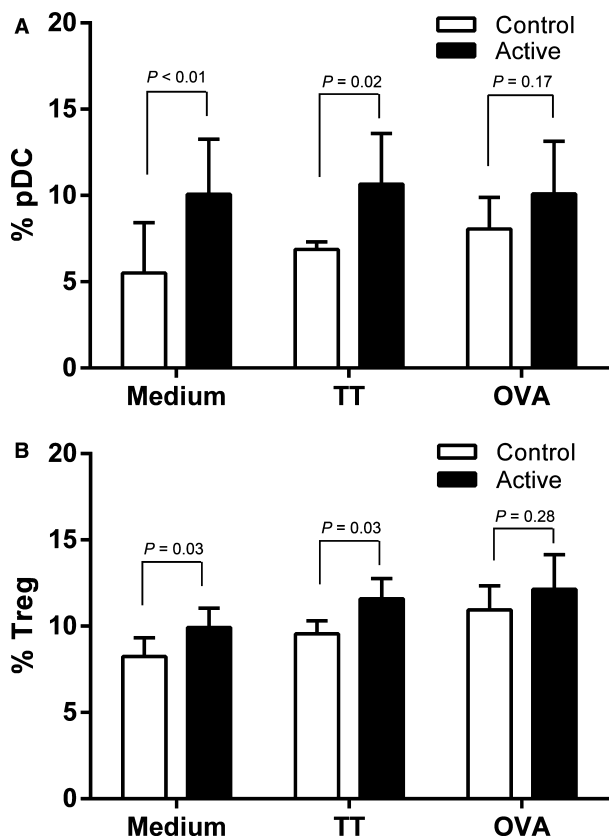 A
20
Control
Active
P < 0.01
P = 0.02
P = 0.17
15
10
5
0
% pDC
Medium TT OVA
B
20
Control
Active
P = 0.03
P = 0.03
P = 0.28
15
10
5
0
% Treg
Medium TT OVA